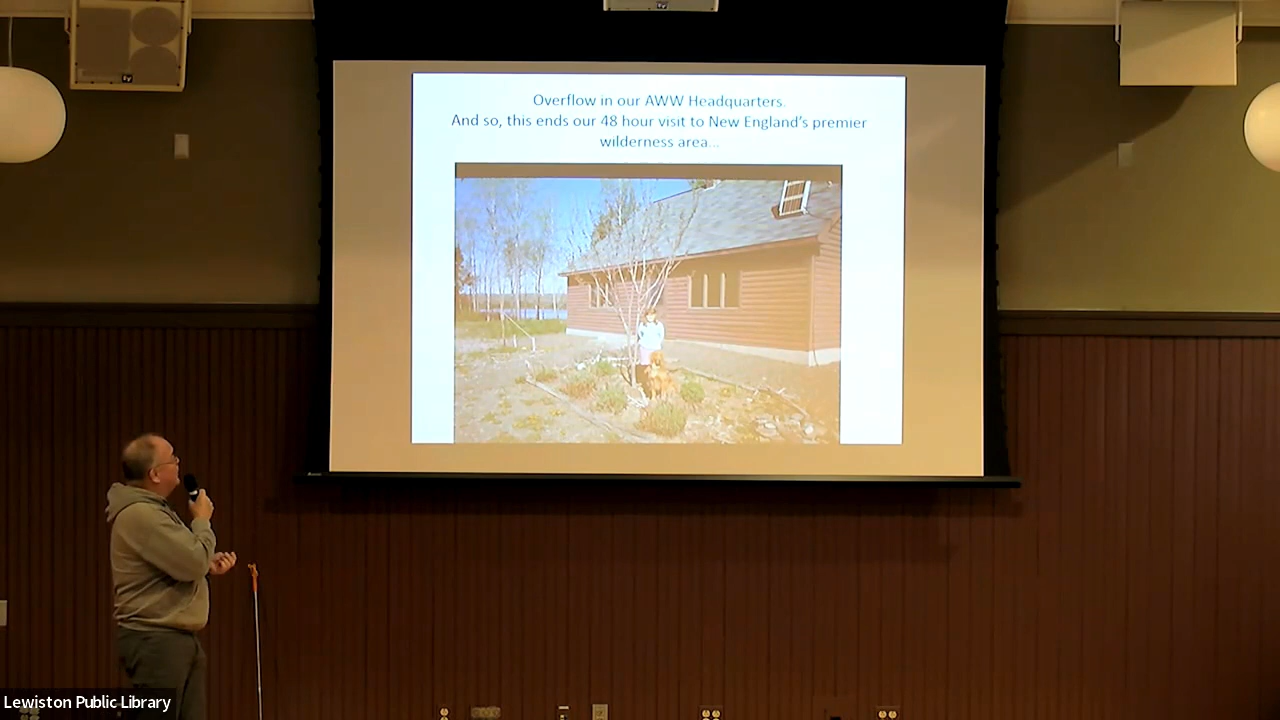 Overflow in our AWW Headquarters.
And so, this ends our 48 hour visit to New England's premier
wilderness area...
Lewiston Public Library